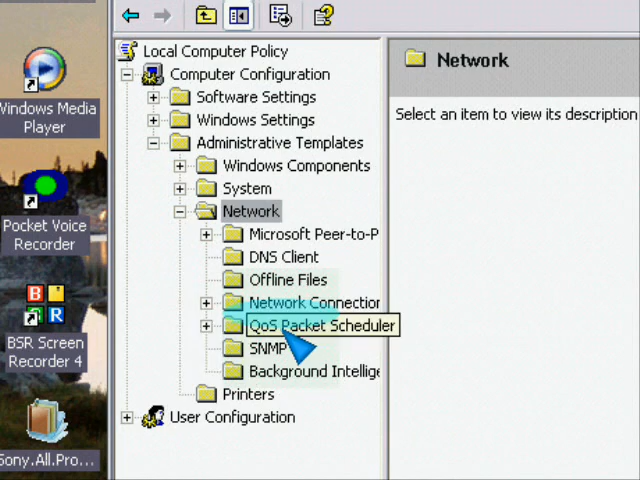 Windows Media
Player
Pocket Voice
Recorder
BSR Screen
Recorder 4
Sony.All.Pro...
Local Computer Policy
Computer Configuration
Software Settings
Windows Settings
Administrative Templates
Windows Components
System
Network
Microsoft Peer-to-P
DNS Client
Offline Files
Network Connection
QoS Packet Scheduler
SNMP
Background Intellige
Printers
User Configuration
Network
Select an item to view its description